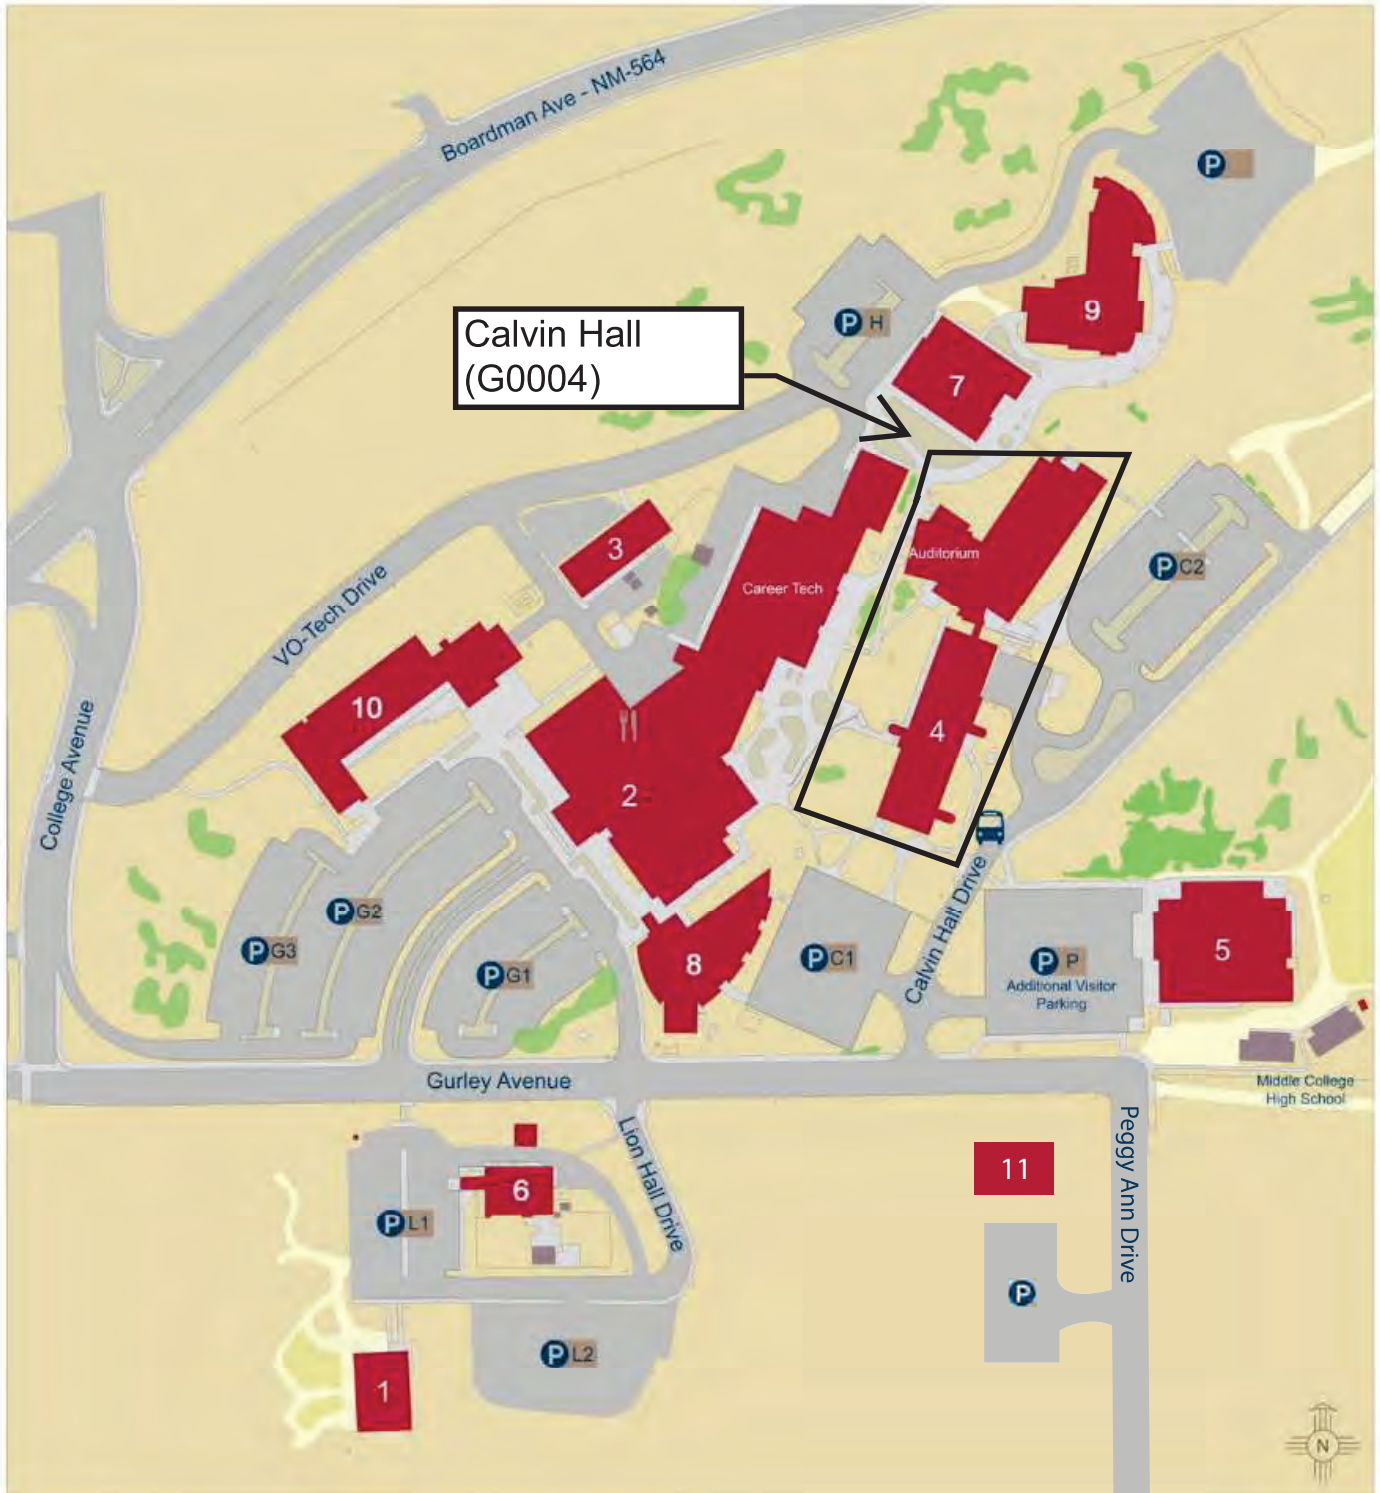 Boardman Ave - NM-564
P
9
P H
Calvin Hall
(G0004)
7
3
Auditorium
P C2
Career Tech
VO-Tech Drive
10
4
College Avenue
2
P G2
P G3
P G1
8
P C1
Calvin Hall Drive
P P
Additional Visitor
Parking
5
Gurley Avenue
Middle College
High School
Lion Hall Drive
Peggy Ann Drive
11
6
P L1
P
P L2
1
N